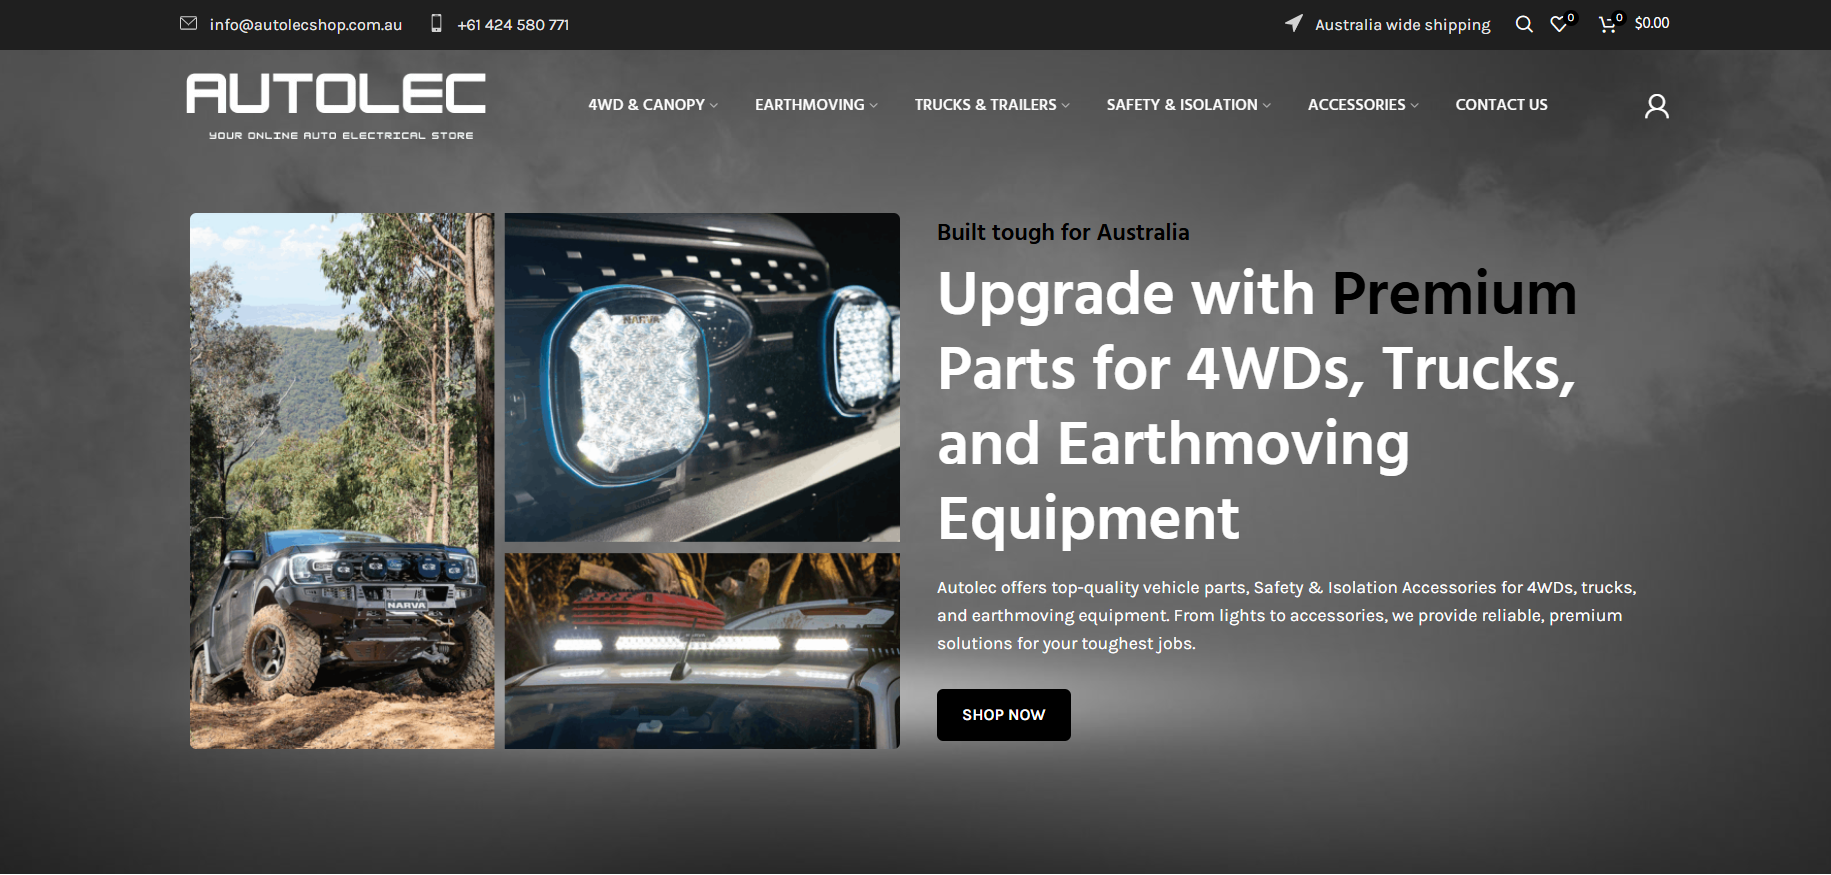 info@autolecshop.com.au
+61 424 580 771
Australia wide shipping
0
0
$0.00
AUTOLEC
YOUR ONLINE AUTO ELECTRICAL STORE
4WD & CANOPY
EARTHMOVING
TRUCKS & TRAILERS
SAFETY & ISOLATION
ACCESSORIES
CONTACT US
NARVA
NARVA
Built tough for Australia
Upgrade with Premium
Parts for 4WDs, Trucks,
and Earthmoving
Equipment
Autolec offers top-quality vehicle parts, Safety & Isolation Accessories for 4WDs, trucks,
and earthmoving equipment. From lights to accessories, we provide reliable, premium
solutions for your toughest jobs.
SHOP NOW